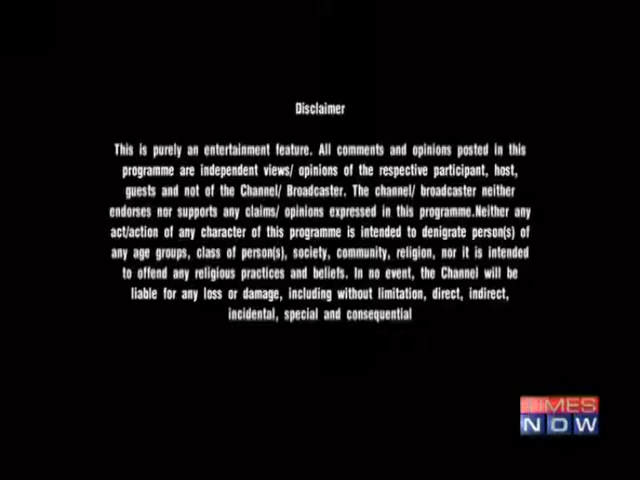 Disclaimer
This is purely an entertainment feature. All comments and opinions posted in this
programme are independent views/ opinions of the respective participant, host,
guests and not of the Channel/ Broadcaster. The channel/ broadcaster neither
endorses nor supports any claims/ opinions expressed in this programme.Neither any
act/action of any character of this programme is intended to denigrate person(s) of
any age groups, class of person(s), society, community, religion, nor it is intended
to offend any religious practices and beliefs. In no event, the Channel will be
liable for any loss or damage, including without limitation, direct, indirect,
incidental, special and consequential
TIMES
NOW